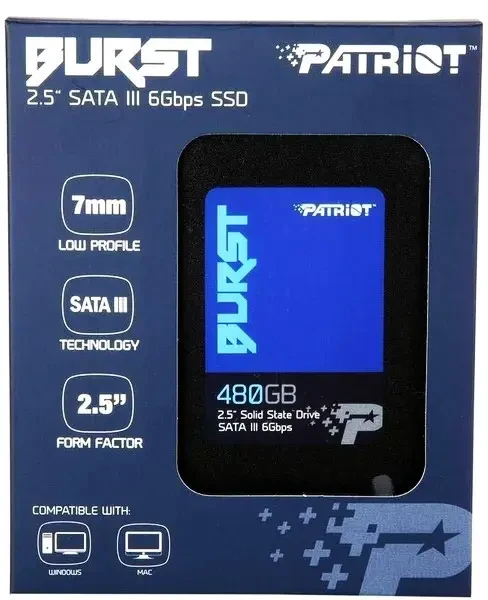 BURST
PATRIOT™
2.5" SATA III 6Gbps SSD
7mm
LOW PROFILE
SATA III
TECHNOLOGY
2.5”
FORM FACTOR
PATRIOT
BURST
480GB
2.5" Solid State Drive
SATA III 6Gbps
P
COMPATIBLE WITH:
WINDOWS
MAC
P